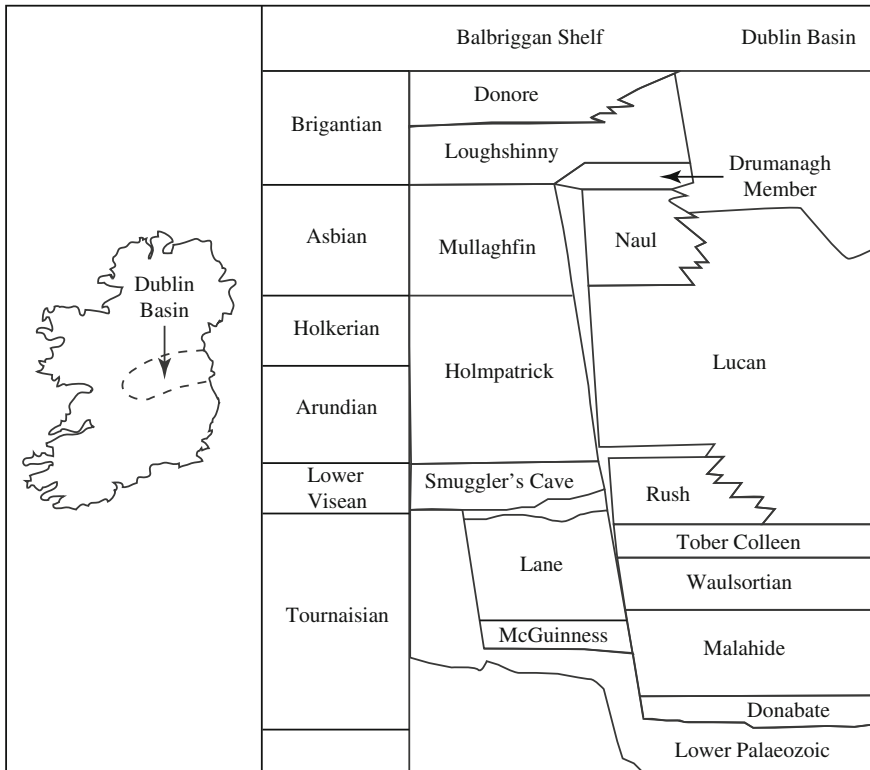 Balbriggan Shelf
Dublin Basin
Donore
Brigantian
Loughshinny
Drumanagh
Member
Asbian
Mullaghfin
Naul
Dublin
Basin
Holkerian
Holmpatrick
Lucan
Arundian
Lower
Visean
Smuggler's Cave
Rush
Tober Colleen
Lane
Waulsortian
Tournaisian
McGuinness
Malahide
Donabate
Lower Palaeozoic